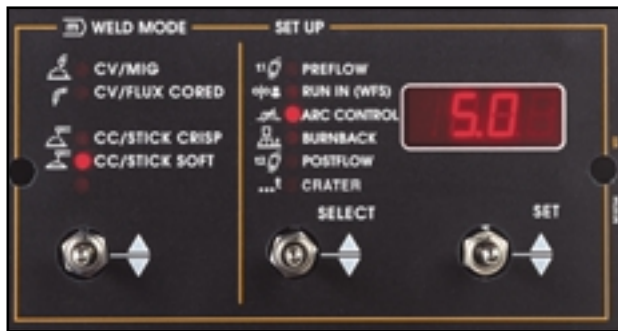 WELD MODE
CV/MIG
CV/FLUX CORED
CC/STICK CRISP
CC/STICK SOFT
SET UP
PREFLOW
RUN IN (WFS)
ARC CONTROL
BURNBACK
POSTFLOW
CRATER
5.0
SELECT
SET